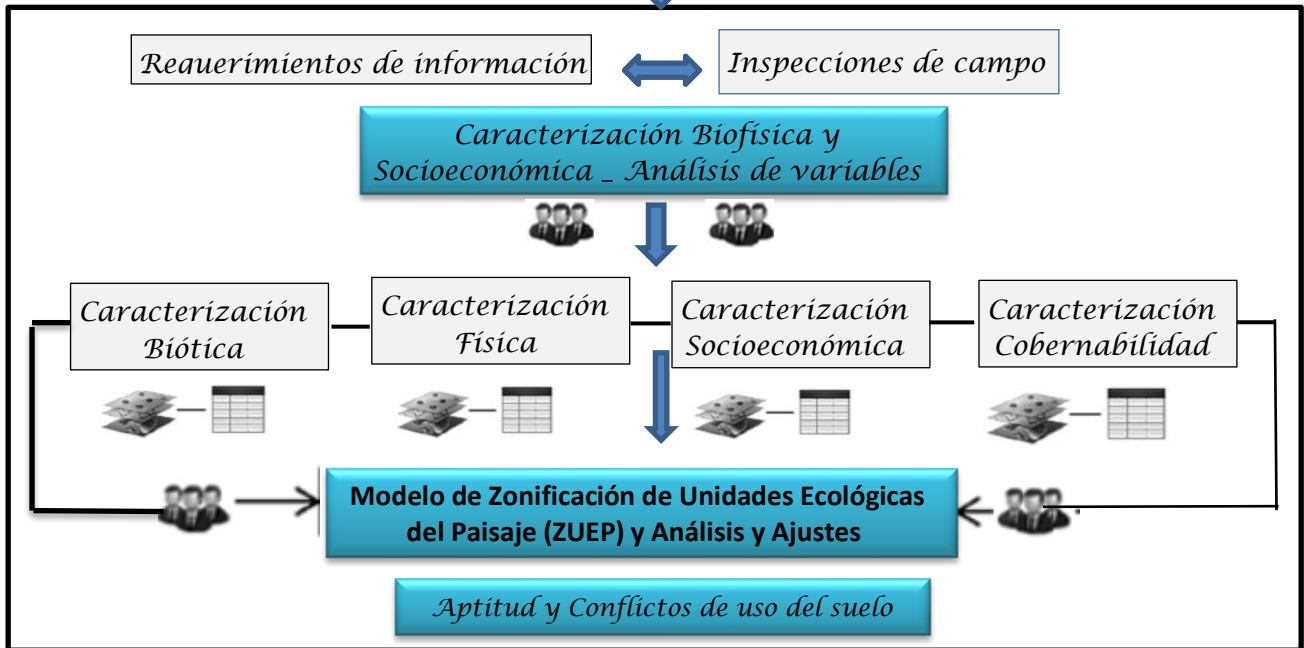 Requerimientos de información
Inspecciones de campo
Caracterización Biofísica y
Socioeconómica _ Análisis de variables
Caracterización
Biótica
Caracterización
Física
Caracterización
Socioeconómica
Caracterización
Cobernabilidad
Modelo de Zonificación de Unidades Ecológicas
del Paisaje (ZUEP) y Análisis y Ajustes
Aptitud y Conflictos de uso del suelo